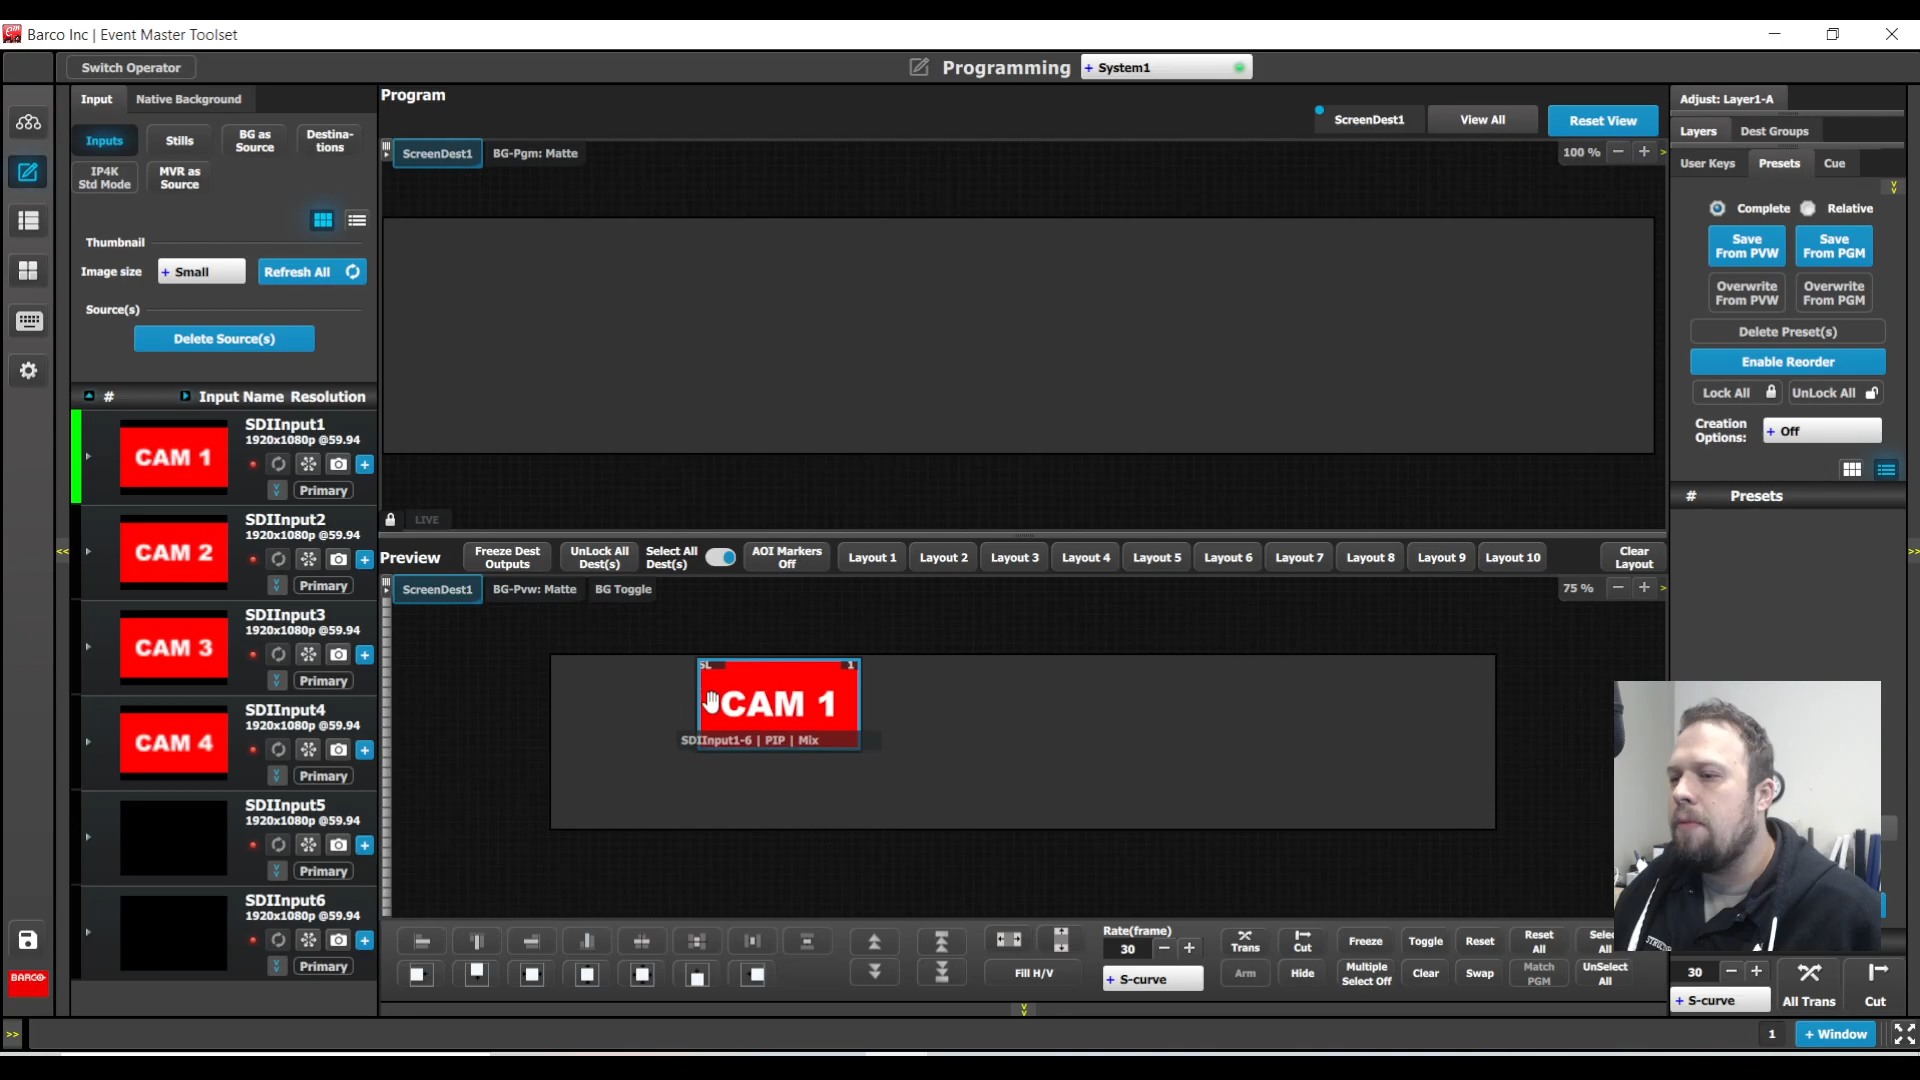 Barco Inc | Event Master Toolset
Switch Operator
Programming
+ System1
Input
Native Background
Inputs
Stills
BG as
Source
Destina-
tions
IP4K
Std Mode
MVR as
Source
Thumbnail
Image size
+ Small
Refresh All
Source(s)
Delete Source(s)
#
Input Name Resolution
CAM 1
SDIInput1
1920x1080p @59.94
Primary
CAM 2
SDIInput2
1920x1080p @59.94
Primary
CAM 3
SDIInput3
1920x1080p @59.94
Primary
CAM 4
SDIInput4
1920x1080p @59.94
Primary
SDIInput5
1920x1080p @59.94
Primary
SDIInput6
1920x1080p @59.94
Primary
BARCO
Program
ScreenDest1
View All
Reset View
ScreenDest1
BG-Pgm: Matte
100 %
LIVE
Preview
Freeze Dest
Outputs
UnLock All
Dest(s)
Select All
Dest(s)
AOI Markers
Off
Layout 1
Layout 2
Layout 3
Layout 4
Layout 5
Layout 6
Layout 7
Layout 8
Layout 9
Layout 10
Clear
Layout
ScreenDest1
BG-Pvw: Matte
BG Toggle
75 %
SL
1
CAM 1
SDIInput1-6 | PIP | Mix
Fill H/V
Rate(frame)
30
+ S-curve
Trans
Arm
Cut
Hide
Freeze
Multiple
Select Off
Toggle
Clear
Reset
Swap
Reset
All
Match
PGM
All
UnSelect
All
Adjust: Layer1-A
Layers
Dest Groups
User Keys
Presets
Cue
Complete
Relative
Save
From PVW
Save
From PGM
Overwrite
From PVW
Overwrite
From PGM
Delete Preset(s)
Enable Reorder
Lock All
UnLock All
Creation
Options:
+ Off
#
Presets
30
+ S-curve
All Trans
Cut
>>
1
+ Window